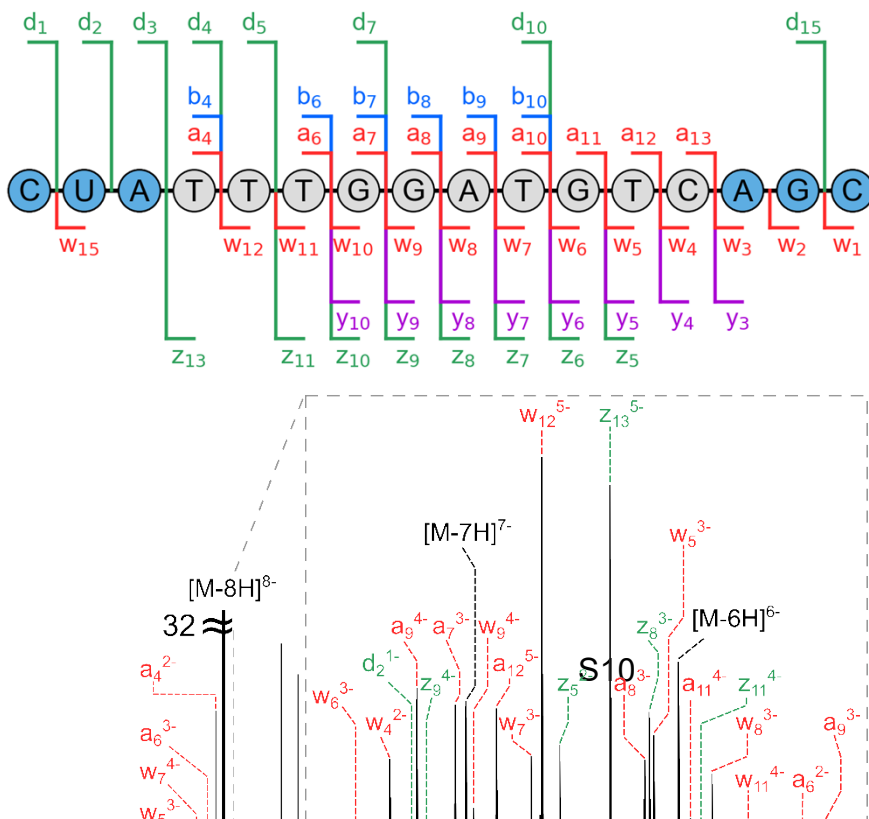 d1 d2 d3 d4 d5 d7 d10 d15
b4 b6 b7 b8 b9 b10
a4 a6 a7 a8 a9 a10 a11 a12 a13
C U A T T T G G A T G T C A G C
w15 w12 w11 w10 w9 w8 w7 w6 w5 w4 w3 w2 w1
y10 y9 y8 y7 y6 y5 y4 y3
z13 z11 z10 z9 z8 z7 z6 z5
w12 5- z13 5-
[M-7H]7- w5 3-
[M-8H]8-
32 a9 4- a7 3- w9 4- z8 3- [M-6H]6-
a4 2- d2 1- z9 4- a12 5- S10 a8 3- a11 4- z11 4-
w6 3- w4 2- w7 3- w8 3- a9 3-
a6 3-
w7 4- w11 4- a6 2-
w5 3-